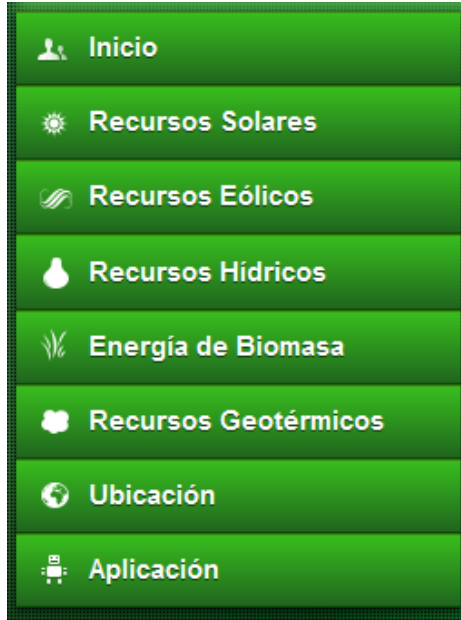 Inicio
Recursos Solares
Recursos Eólicos
Recursos Hídricos
Energía de Biomasa
Recursos Geotérmicos
Ubicación
Aplicación